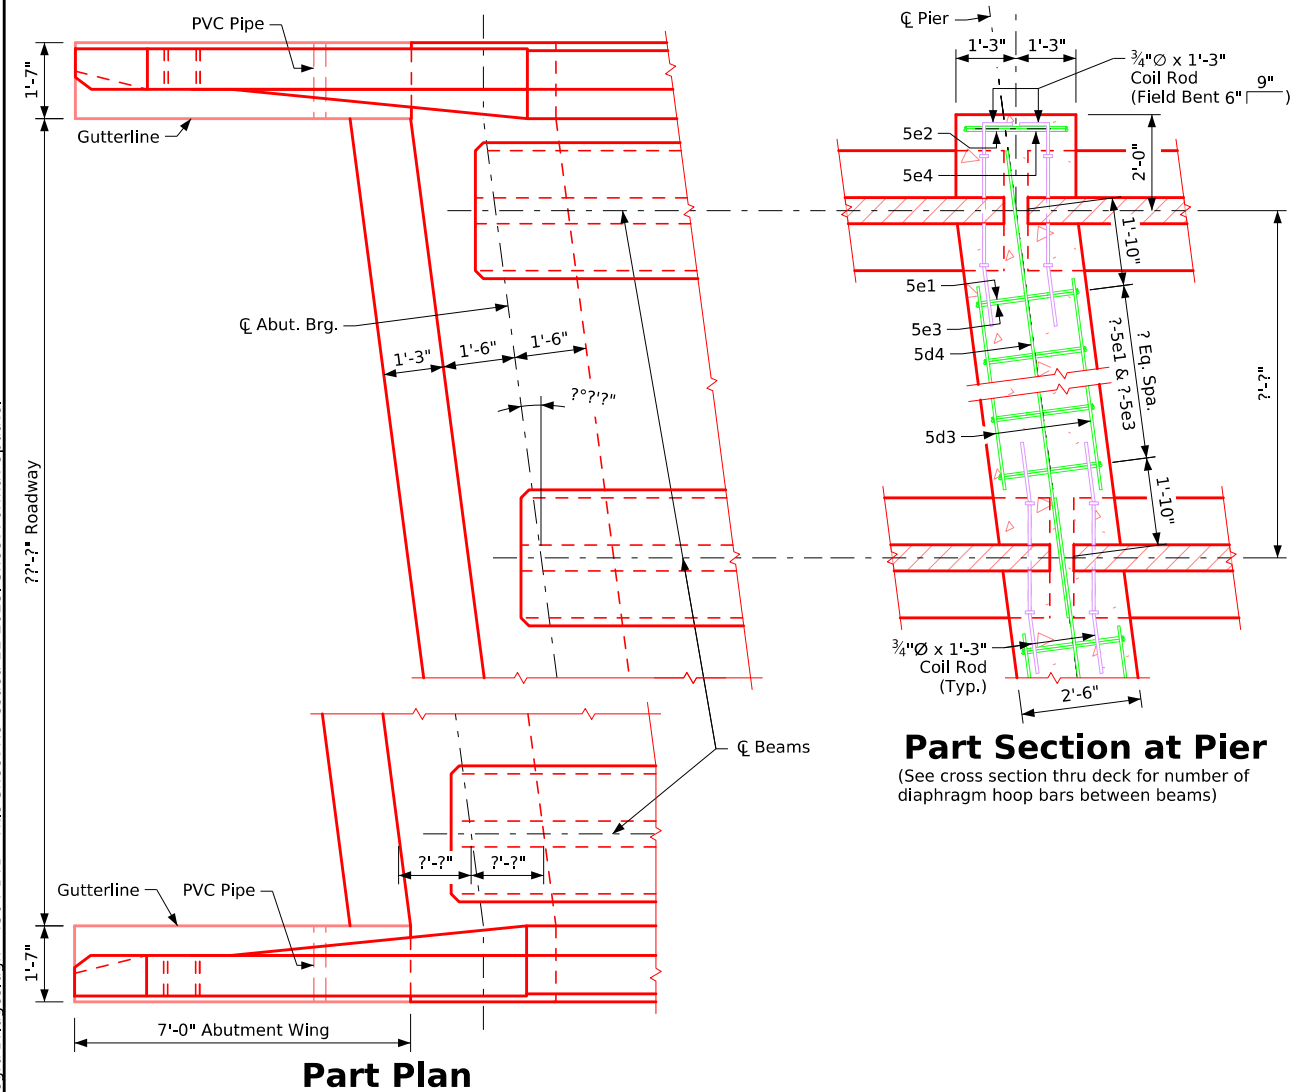 PVC Pipe
1'-7"
Gutterline
℄ Abut. Brg.
1'-3"
1'-6"
1'-6"
?°?'?"
??'-?" Roadway
℄ Beams
?'-?"
?'-?"
Gutterline
PVC Pipe
1'-7"
7'-0" Abutment Wing
Part Plan
℄ Pier
1'-3"
1'-3"
¾"Ø x 1'-3"
Coil Rod
(Field Bent 6" 9" )
5e2
5e4
2'-0"
1'-10"
5e1
5e3
5d4
? Eq. Spa.
?-5e1 & ?-5e3
?'-?"
5d3
1'-10"
¾"Ø x 1'-3"
Coil Rod
(Typ.)
2'-6"
Part Section at Pier
(See cross section thru deck for number of
diaphragm hoop bars between beams)